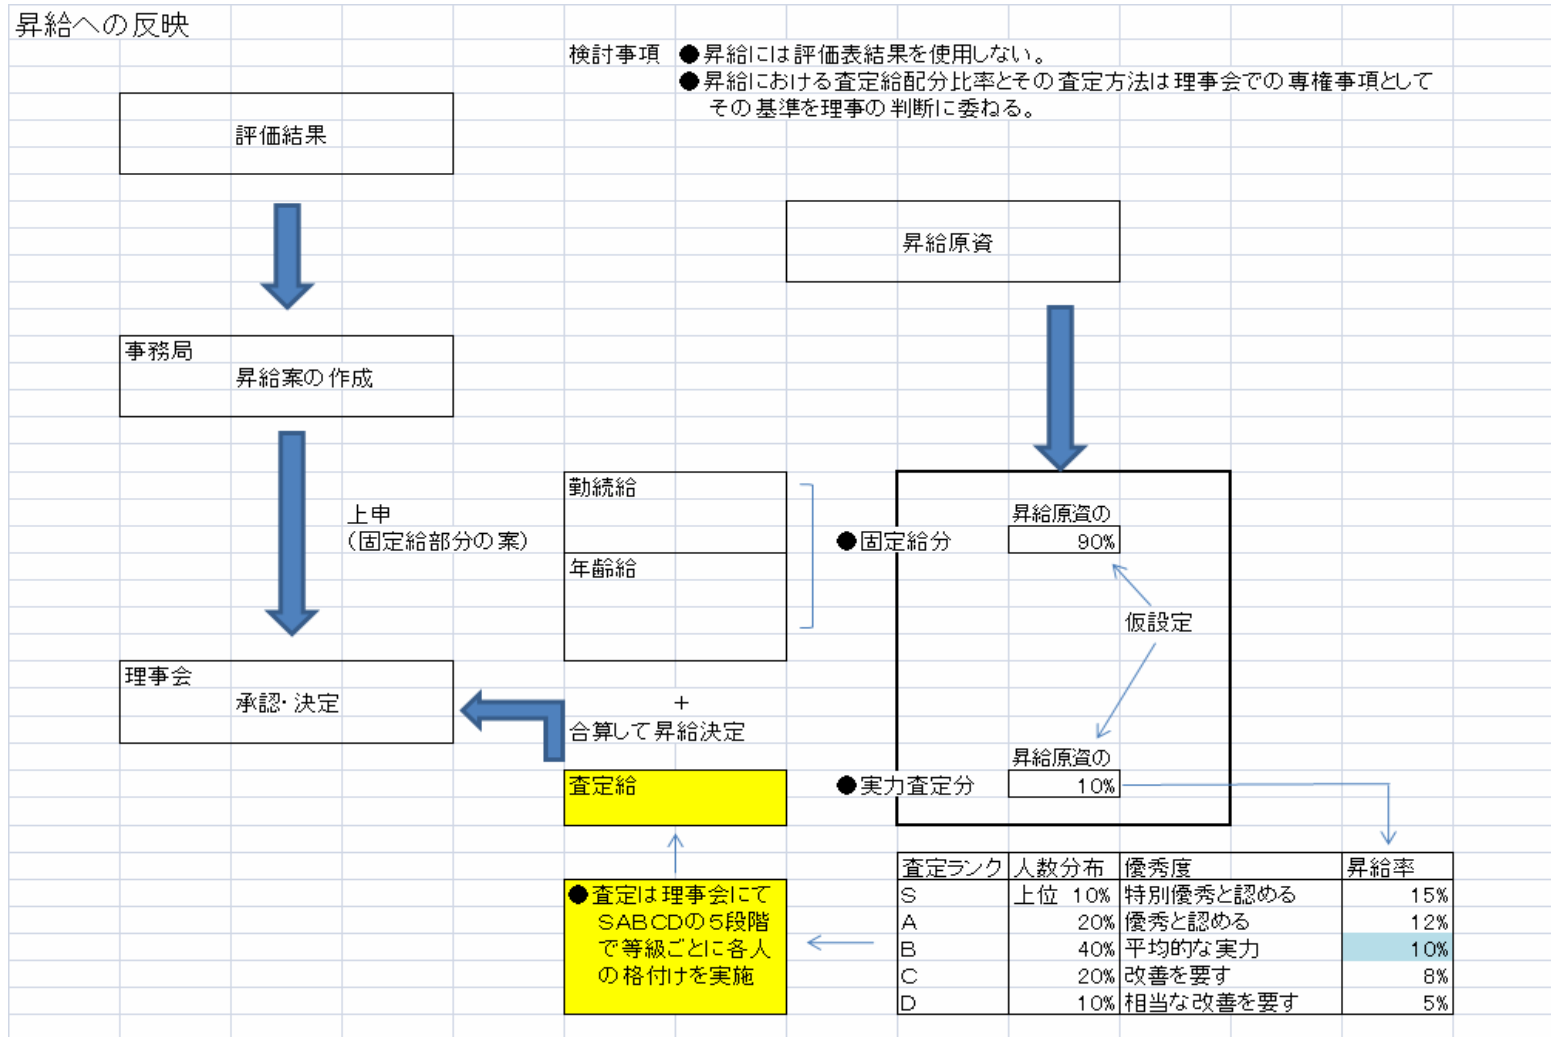 昇給への反映
検討事項 ●昇給には評価表結果を使用しない。
●昇給における査定給配分比率とその査定方法は理事会での専権事項として
その基準を理事の判断に委ねる。
評価結果
昇給原資
事務局
昇給案の作成
上申
（固定給部分の案）
勤続給
年齢給
●固定給分
昇給原資の
90%
仮設定
理事会
承認・決定
＋
合算して昇給決定
昇給原資の
査定給
●実力査定分
10%
●査定は理事会にて
SABCDの5段階
で等級ごとに各人
の格付けを実施
査定ランク 人数分布 優秀度 昇給率
S 上位 10% 特別優秀と認める 15%
A 20% 優秀と認める 12%
B 40% 平均的な実力 10%
C 20% 改善を要す 8%
D 10% 相当な改善を要す 5%